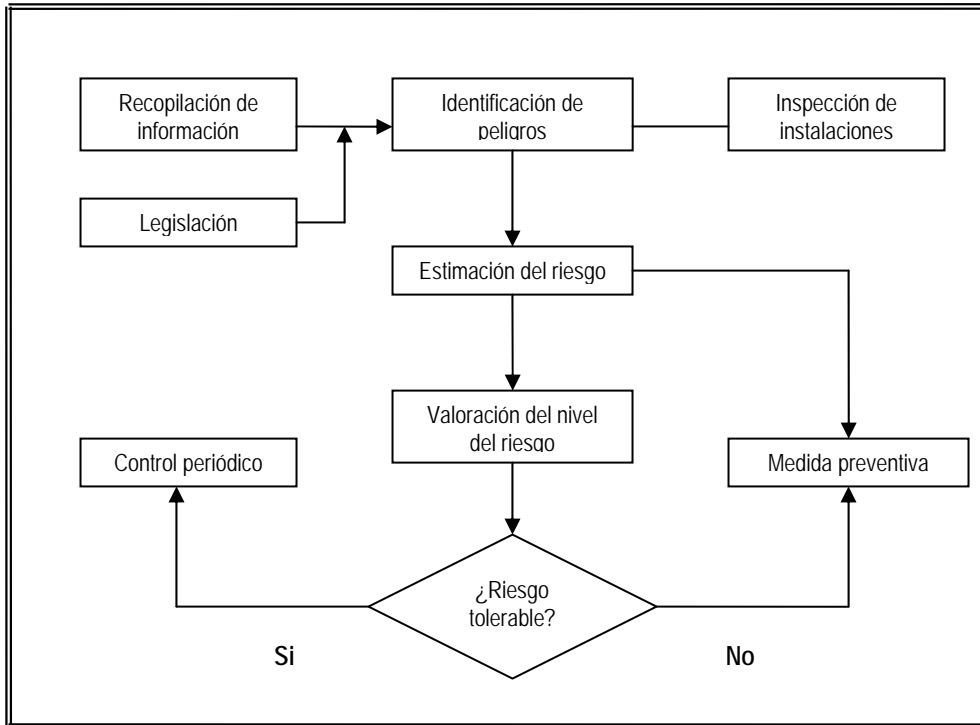 Recopilación de
información
Identificación de
peligros
Inspección de
instalaciones
Legislación
Estimación del riesgo
Valoración del nivel
del riesgo
Control periódico
Medida preventiva
¿Riesgo
tolerable?
Si
No